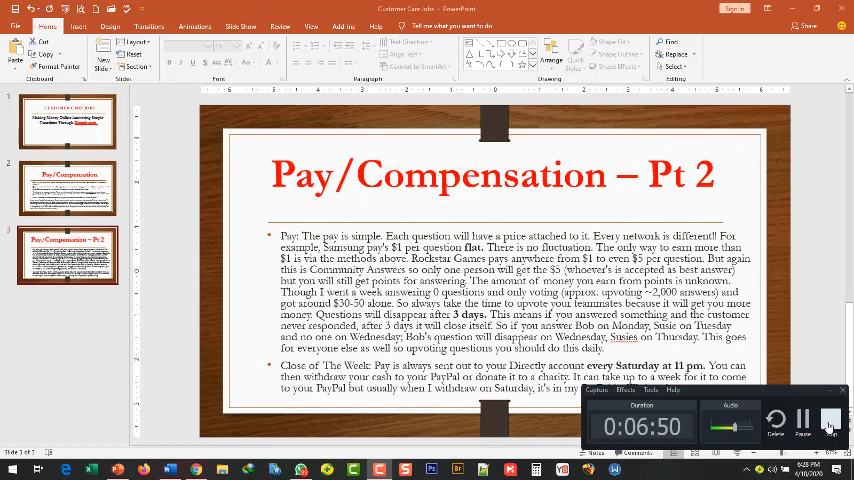 Customer Care Jobs - PowerPoint
Sign in
File Home Insert Design Transitions Animations Slide Show Review View Add-ins Help Tell me what you want to do Share
Paste
Cut
Copy
Format Painter
Clipboard
New Slide
Layout
Reset
Section
Slides
Font
Text Direction
Align Text
Convert to SmartArt
Paragraph
Arrange
Quick Styles
Shape Fill
Shape Outline
Shape Effects
Drawing
Find
Replace
Select
Editing
1
CUSTOMER CARE JOBS
Making Money Online Answering Simple
Questions Through
2
Pay/Compensation
3
Pay/Compensation – Pt 2
Pay/Compensation – Pt 2
• Pay: The pay is simple. Each question will have a price attached to it. Every network is different!! For
example, Samsung pay's $1 per question flat. There is no fluctuation. The only way to earn more than
$1 is via the methods above. Rockstar Games pays anywhere from $1 to even $5 per question. But again
this is Community Answers so only one person will get the $5 (whoever's is accepted as best answer)
but you will still get points for answering. The amount of money you earn from points is unknown.
Though I went a week answering 0 questions and only voting (approx. upvoting ~2,000 answers) and
got around $30-50 alone. So always take the time to upvote your teammates because it will get you more
money. Questions will disappear after 3 days. This means if you answered something and the customer
never responded, after 3 days it will close itself. So if you answer Bob on Monday, Susie on Tuesday
and no one on Wednesday; Bob's question will disappear on Wednesday, Susies on Thursday. This goes
for everyone else as well so upvoting questions you should do this daily.
• Close of The Week: Pay is always sent out to your Directly account every Saturday at 11 pm. You can
then withdraw your cash to your PayPal or donate it to a charity. It can take up to a week for it to come
to your PayPal but usually when I withdraw on Saturday, it's in my
Capture Effects Tools Help
Duration
0:06:50
Audio
Delete
Pause
Stop
Slide 3 of 3
Notes
Comments
67%
6:28 PM
4/18/2020